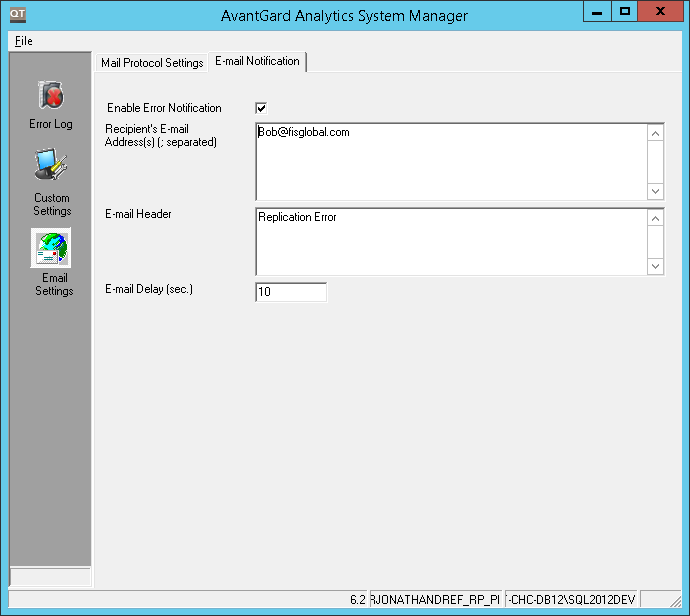 QT
AvantGard Analytics System Manager
X
File
Mail Protocol Settings
E-mail Notification
Error Log
Custom
Settings
Email
Settings
Enable Error Notification
Recipient's E-mail
Address(s) (; separated)
Bob@fisglobal.com
E-mail Header
Replication Error
E-mail Delay (sec.)
10
6.2
RJONATHANDREF_RP_PI
-CHC-DB12\SQL2012DEV